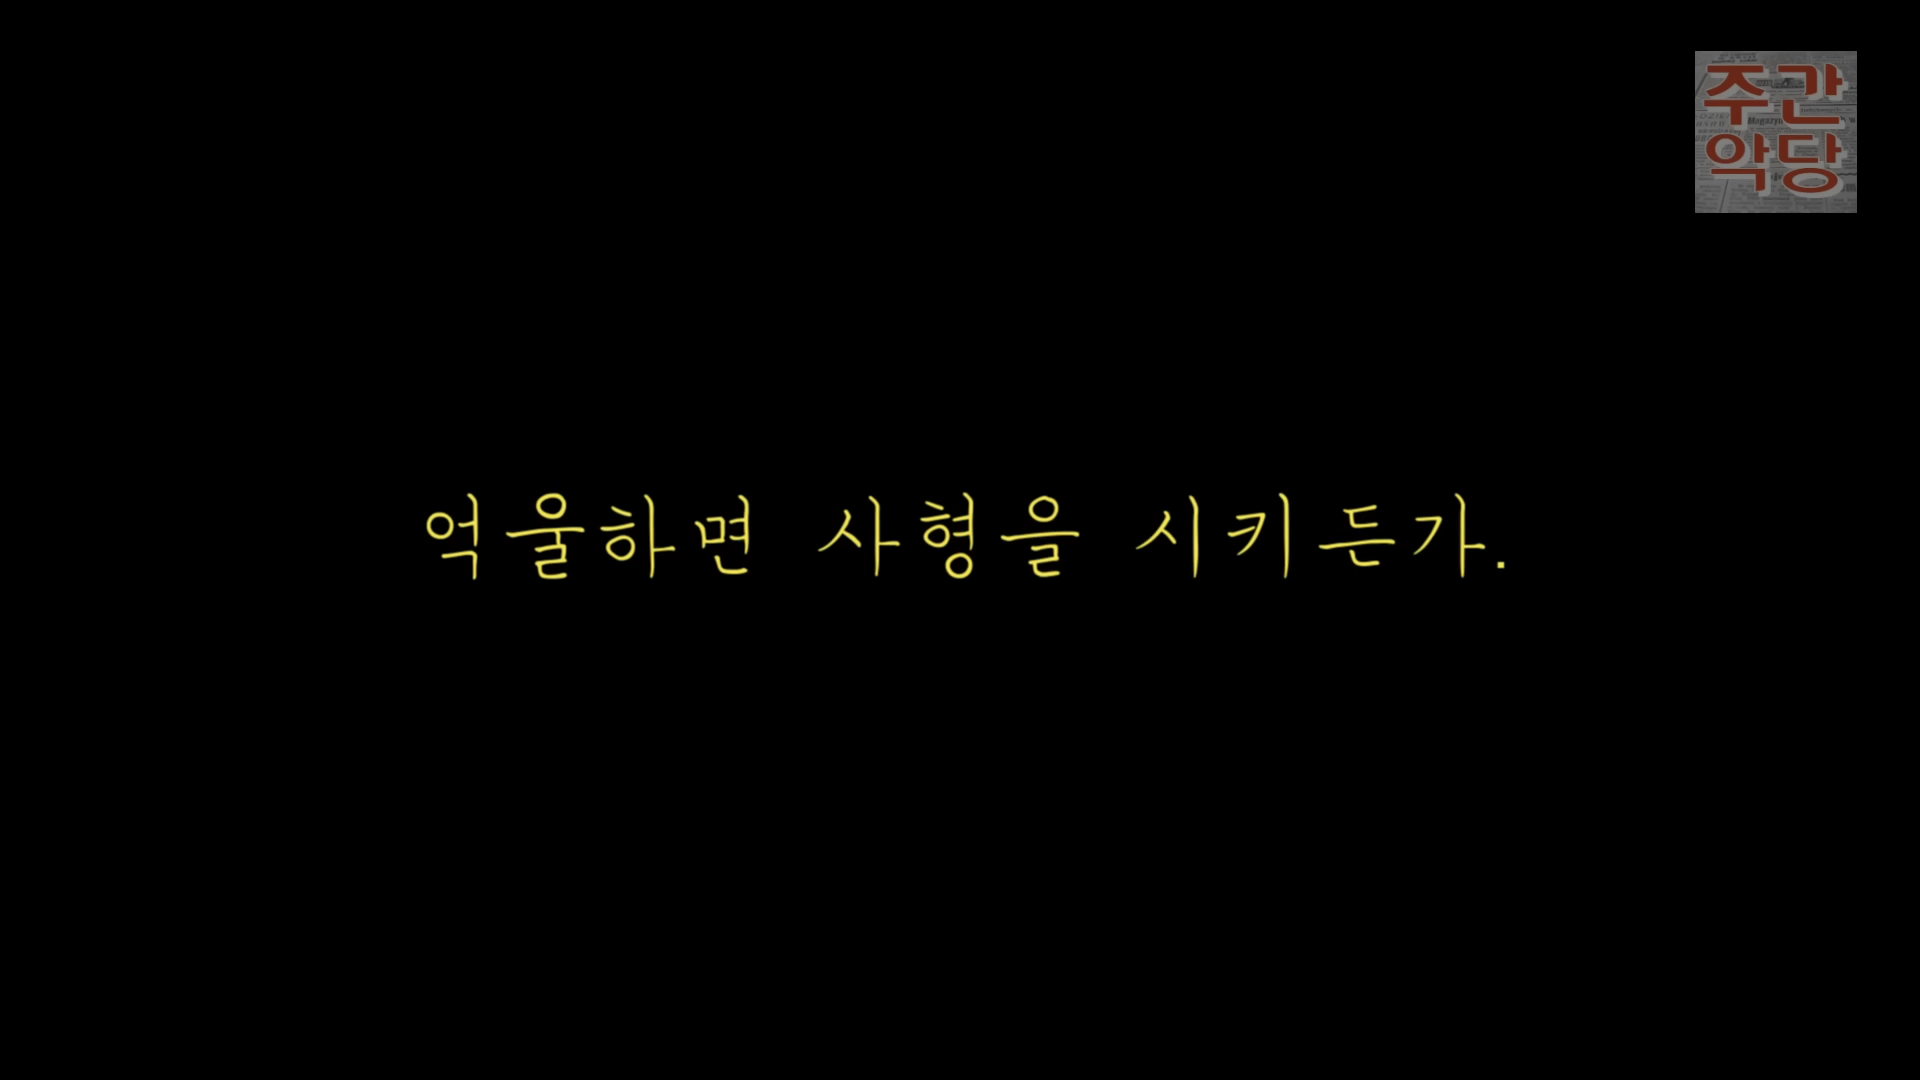 주간
악당
억울하면 사형을 시키든가.